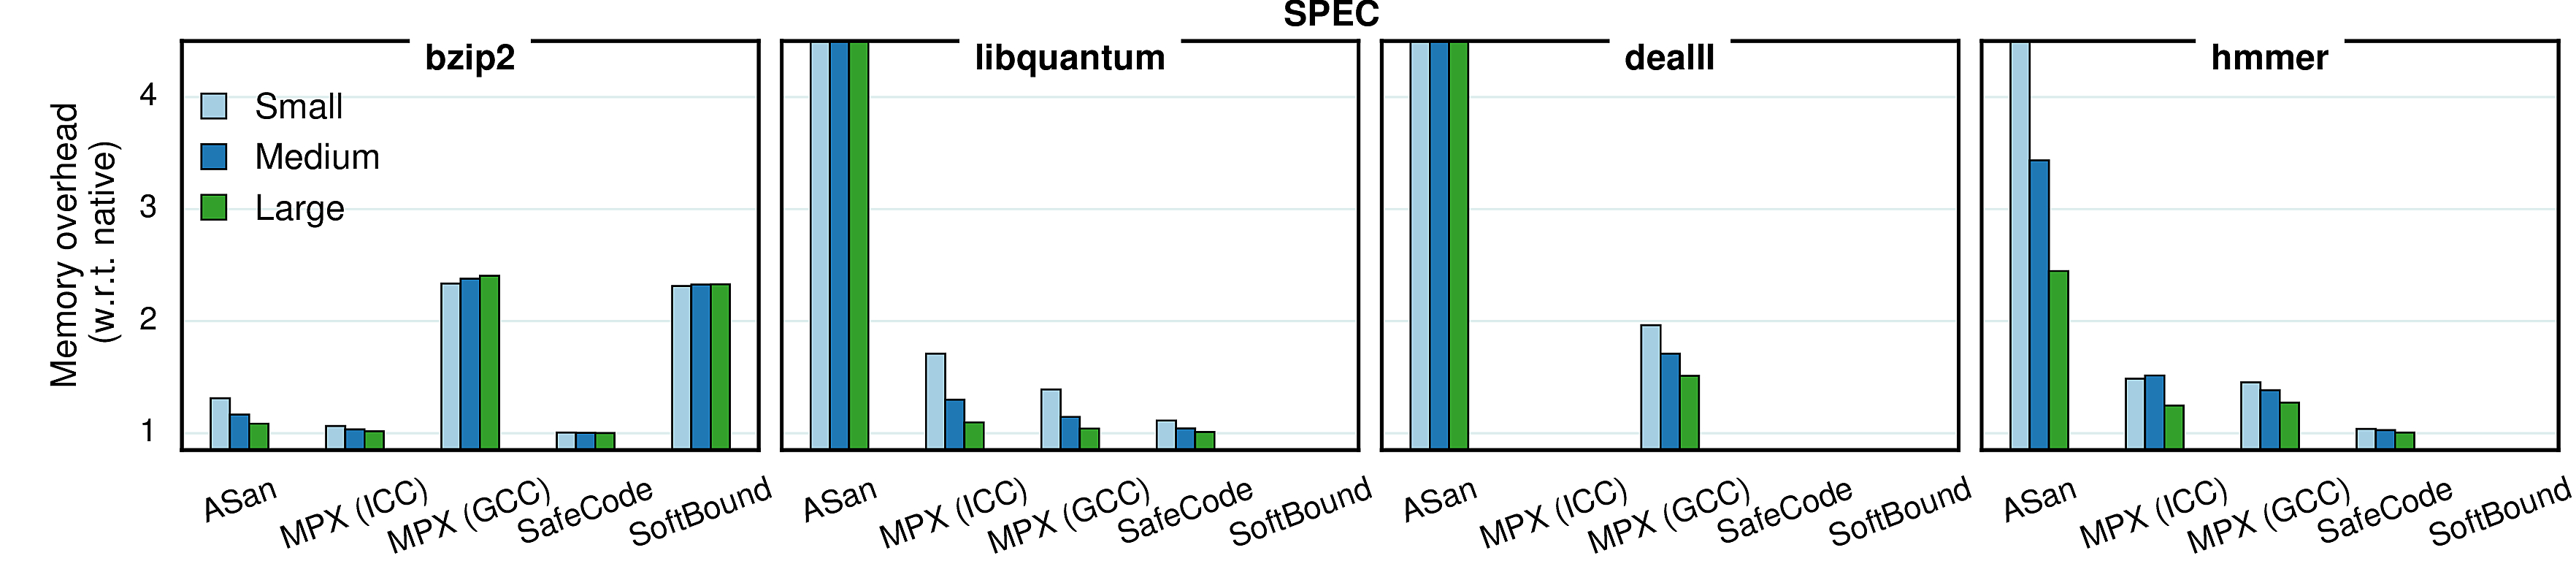 SPEC
bzip2
libquantum
dealII
hmmer
Memory overhead
(w.r.t. native)
4
3
2
1
Small
Medium
Large
ASan
MPX (ICC)
MPX (GCC)
SafeCode
SoftBound
ASan
MPX (ICC)
MPX (GCC)
SafeCode
SoftBound
ASan
MPX (ICC)
MPX (GCC)
SafeCode
SoftBound
ASan
MPX (ICC)
MPX (GCC)
SafeCode
SoftBound